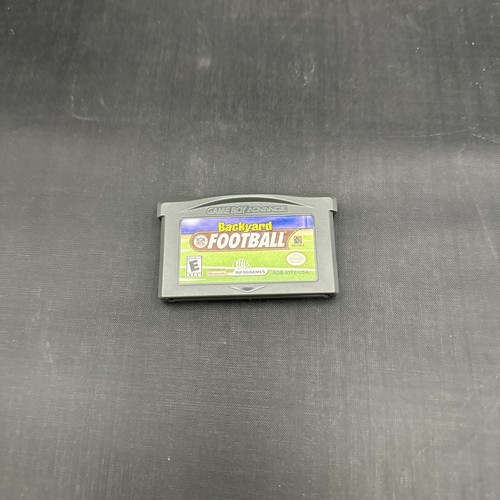 GAME BOY ADVANCE
Backyard
FOOTBALL
E
INFOGRAMES